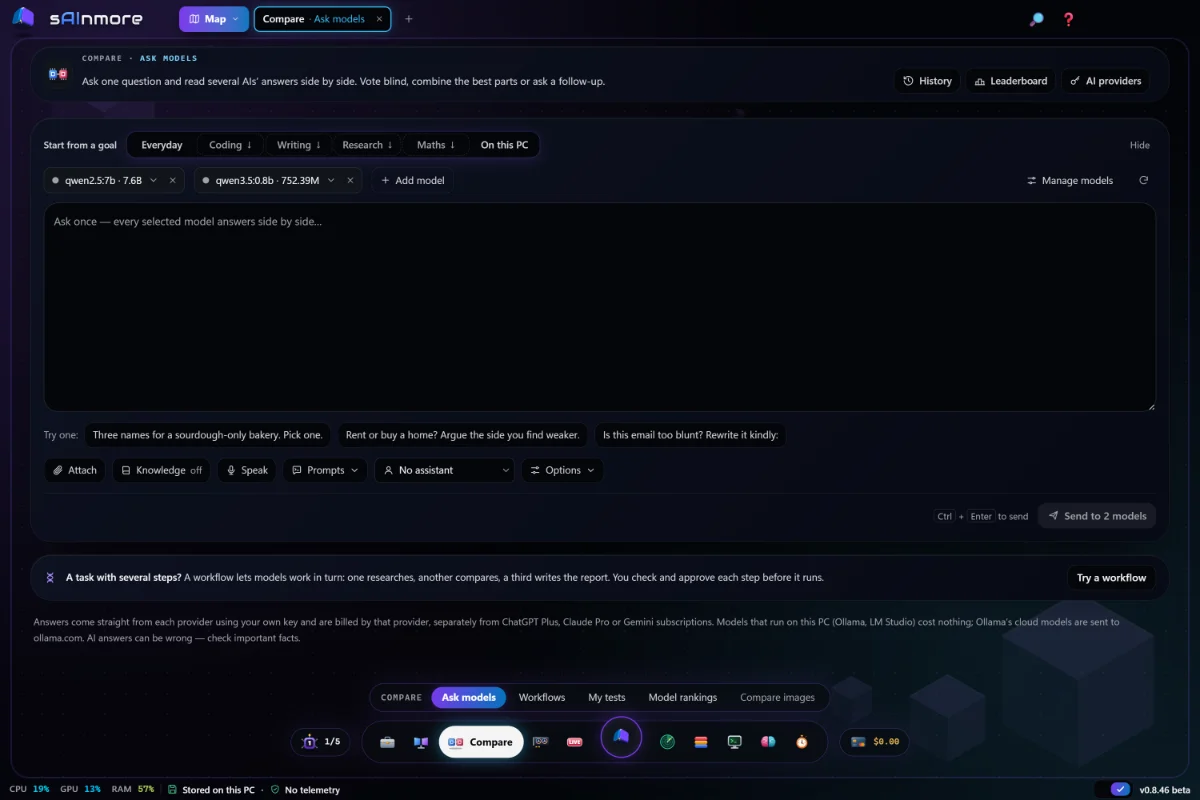 sAInmore
Map
Compare · Ask models ×
COMPARE · ASK MODELS
Ask one question and read several AIs' answers side by side. Vote blind, combine the best parts or ask a follow-up.
History
Leaderboard
AI providers
Start from a goal
Everyday
Coding ↓
Writing ↓
Research ↓
Maths ↓
On this PC
Hide
qwen2.5:7b · 7.6B
qwen3.5:0.8b · 752.39M
+ Add model
Manage models
Ask once — every selected model answers side by side...
Try one:
Three names for a sourdough-only bakery. Pick one.
Rent or buy a home? Argue the side you find weaker.
Is this email too blunt? Rewrite it kindly:
Attach
Knowledge off
Speak
Prompts
No assistant
Options
Ctrl + Enter to send
Send to 2 models
A task with several steps? A workflow lets models work in turn: one researches, another compares, a third writes the report. You check and approve each step before it runs.
Try a workflow
Answers come straight from each provider using your own key and are billed by that provider, separately from ChatGPT Plus, Claude Pro or Gemini subscriptions. Models that run on this PC (Ollama, LM Studio) cost nothing; Ollama's cloud models are sent to
ollama.com. AI answers can be wrong — check important facts.
COMPARE
Ask models
Workflows
My tests
Model rankings
Compare images
1/5
Compare
LIVE
$0.00
CPU 19% GPU 13% RAM 57%
Stored on this PC ·
No telemetry
v0.8.46 beta